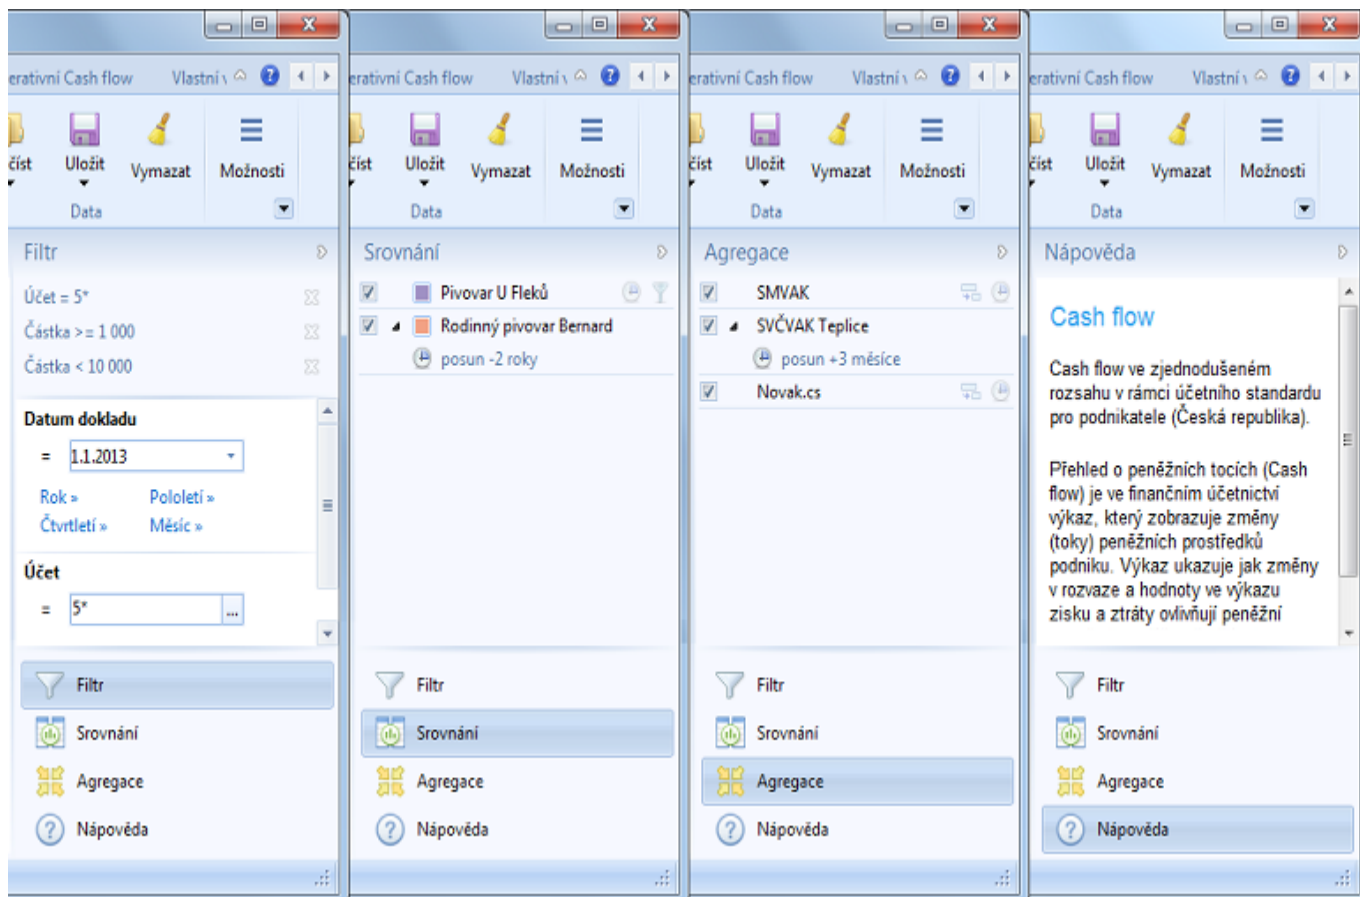 erativní Cash flow Vlastní v
číst Uložit Vymazat Možnosti
Data
Filtr
Účet = 5*
Částka >= 1 000
Částka < 10 000
Datum dokladu
= 1.1.2013
Rok » Pololetí »
Čtvrtletí » Měsíc »
Účet
= 5* ...
Filtr
Srovnání
Agregace
Nápověda
erativní Cash flow Vlastní v
číst Uložit Vymazat Možnosti
Data
Srovnání
Pivovar U Fleků
Rodinný pivovar Bernard
posun -2 roky
Filtr
Srovnání
Agregace
Nápověda
erativní Cash flow Vlastní v
číst Uložit Vymazat Možnosti
Data
Agregace
SMVAK
SVČVAK Teplice
posun +3 měsíce
Novak.cs
Filtr
Srovnání
Agregace
Nápověda
erativní Cash flow Vlastní v
číst Uložit Vymazat Možnosti
Data
Nápověda
Cash flow
Cash flow ve zjednodušeném
rozsahu v rámci účetního standardu
pro podnikatele (Česká republika).
Přehled o peněžních tocích (Cash
flow) je ve finančním účetnictví
výkaz, který zobrazuje změny
(toky) peněžních prostředků
podniku. Výkaz ukazuje jak změny
v rozvaze a hodnoty ve výkazu
zisku a ztráty ovlivňují peněžní
Filtr
Srovnání
Agregace
Nápověda